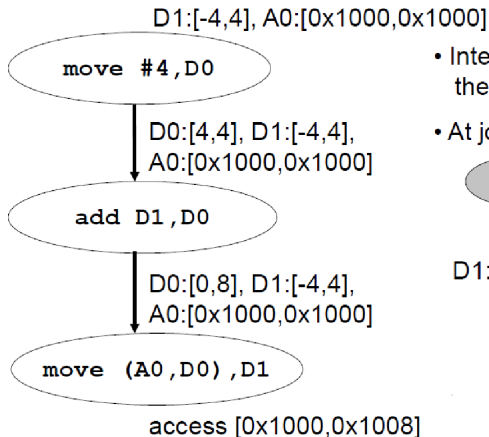 D1:[-4,4], A0:[0x1000,0x1000]
move #4,D0
• Inte
the
D0:[4,4], D1:[-4,4],
A0:[0x1000,0x1000]
• At jo
add D1,D0
D0:[0,8], D1:[-4,4],
A0:[0x1000,0x1000]
D1:
move (A0,D0),D1
access [0x1000,0x1008]